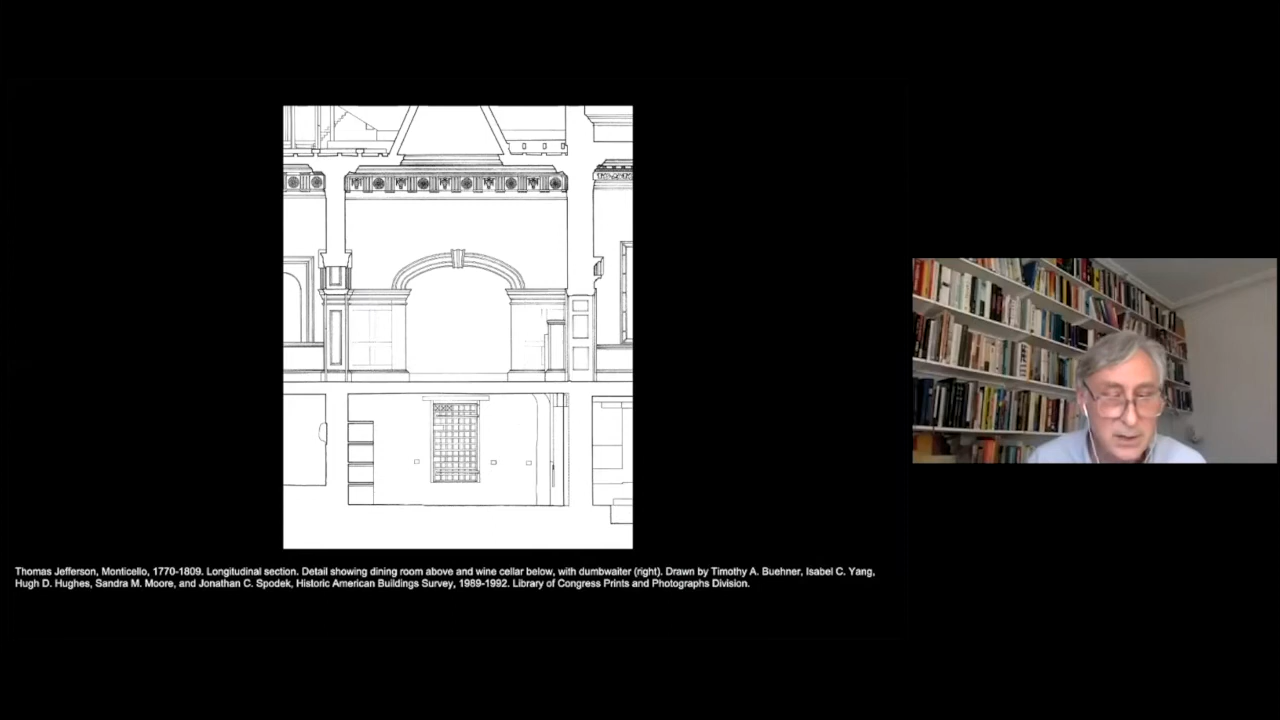 Thomas Jefferson, Monticello, 1770-1809. Longitudinal section. Detail showing dining room above and wine cellar below, with dumbwaiter (right). Drawn by Timothy A. Buehner, Isabel C. Yang,
Hugh D. Hughes, Sandra M. Moore, and Jonathan C. Spodek, Historic American Buildings Survey, 1989-1992. Library of Congress Prints and Photographs Division.